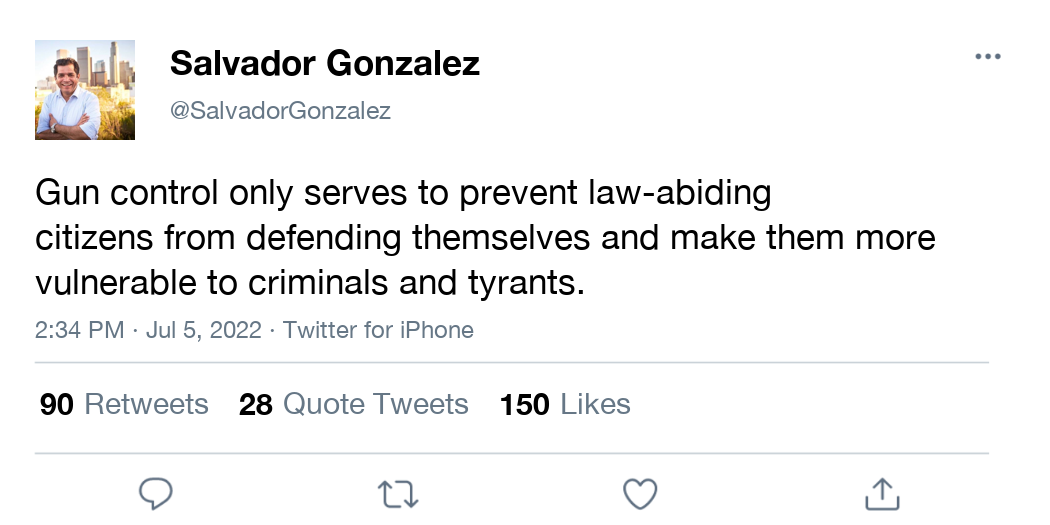 Salvador Gonzalez
@SalvadorGonzalez
Gun control only serves to prevent law-abiding
citizens from defending themselves and make them more
vulnerable to criminals and tyrants.
2:34 PM · Jul 5, 2022 · Twitter for iPhone
90 Retweets 28 Quote Tweets 150 Likes